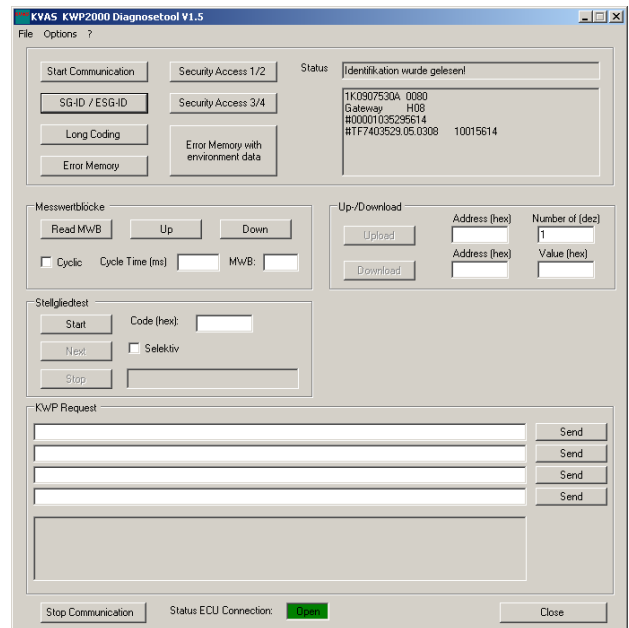 KVAS KWP2000 Diagnosetool V1.5
File Options ?
Start Communication
Security Access 1/2
Status
Identifikation wurde gelesen!
SG-ID / ESG-ID
Security Access 3/4
1K0907530A 0080
Gateway H08
#00001035295614
#TF7403529.05.0308 10015614
Long Coding
Error Memory with
environment data
Error Memory
Messwertblöcke
Read MWB
Up
Down
Cyclic
Cycle Time (ms)
MWB:
Up-/Download
Address (hex)
Number of (dez)
Upload
1
Address (hex)
Value (hex)
Download
Stellgliedtest
Start
Code (hex):
Next
Selektiv
Stop
KWP Request
Send
Send
Send
Send
Stop Communication
Status ECU Connection:
Open
Close